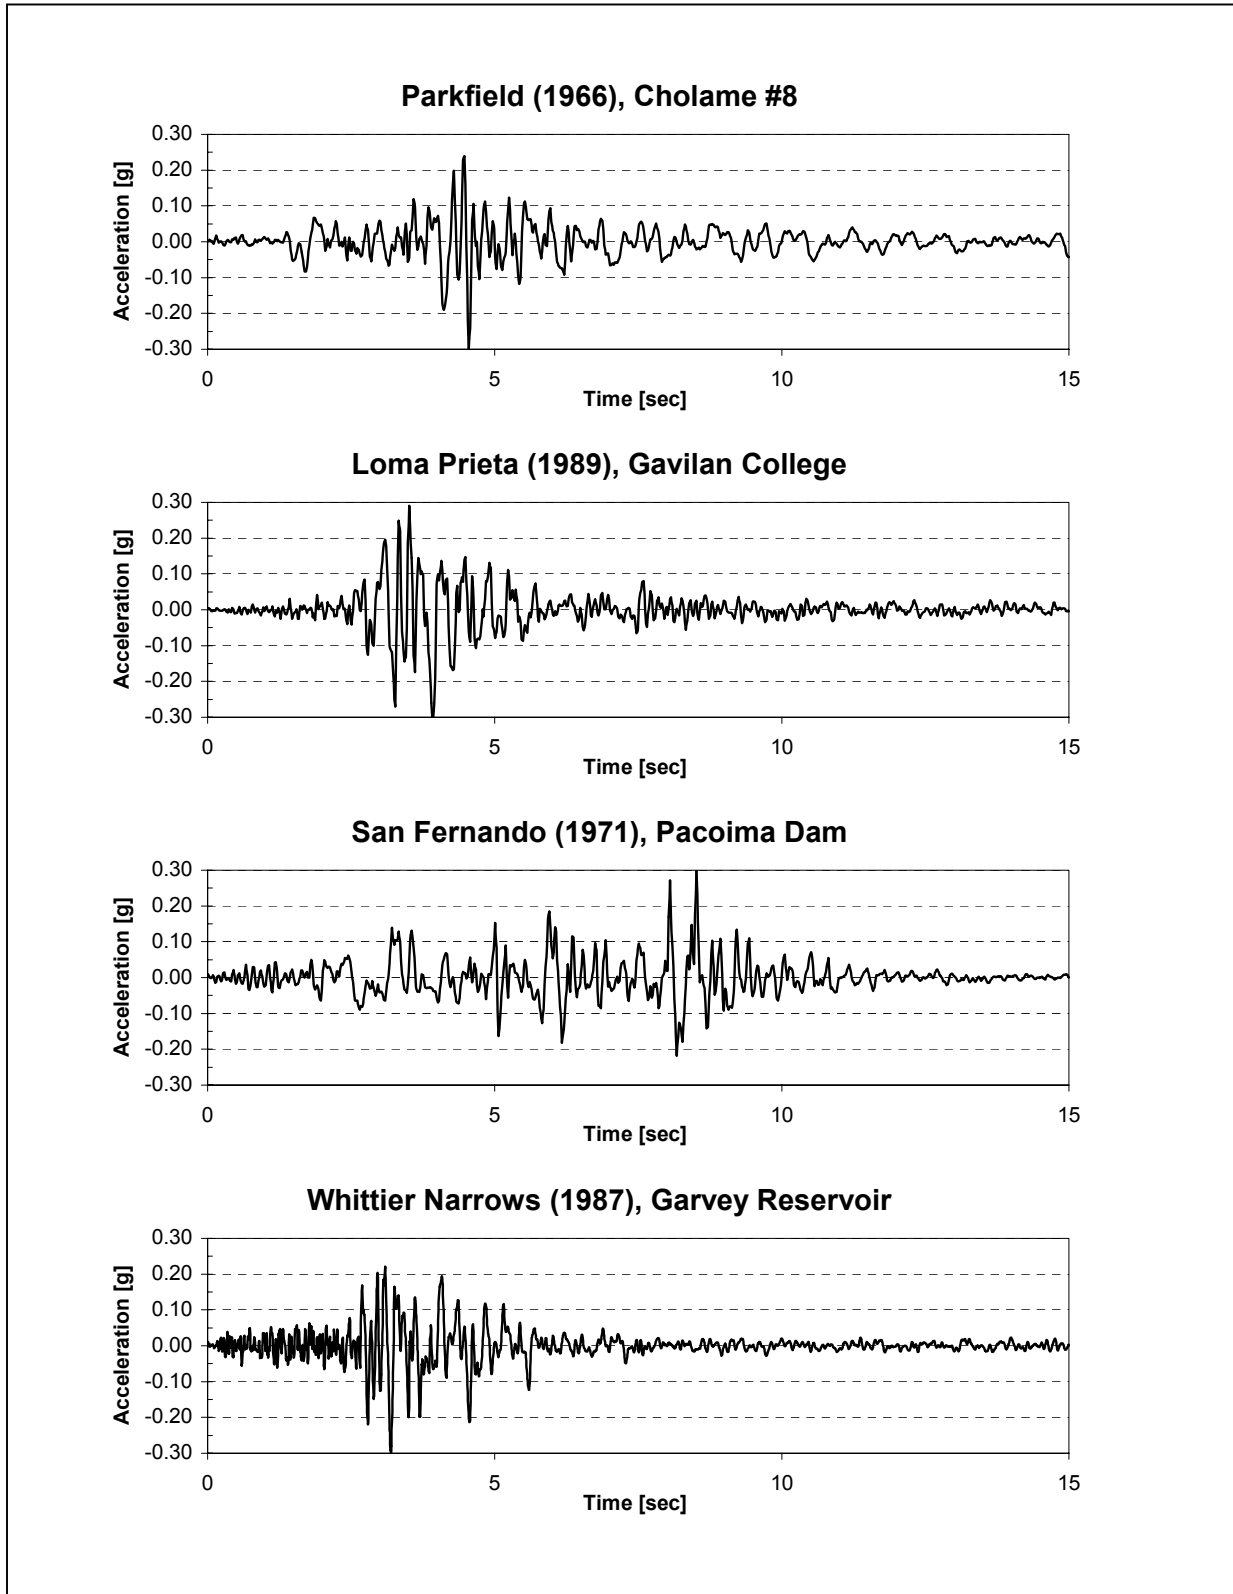 Parkfield (1966), Cholame #8
0.30
0.20
0.10
0.00
-0.10
-0.20
-0.30
Acceleration [g]
0 5 10 15
Time [sec]
Loma Prieta (1989), Gavilan College
0.30
0.20
0.10
0.00
-0.10
-0.20
-0.30
Acceleration [g]
0 5 10 15
Time [sec]
San Fernando (1971), Pacoima Dam
0.30
0.20
0.10
0.00
-0.10
-0.20
-0.30
Acceleration [g]
0 5 10 15
Time [sec]
Whittier Narrows (1987), Garvey Reservoir
0.30
0.20
0.10
0.00
-0.10
-0.20
-0.30
Acceleration [g]
0 5 10 15
Time [sec]